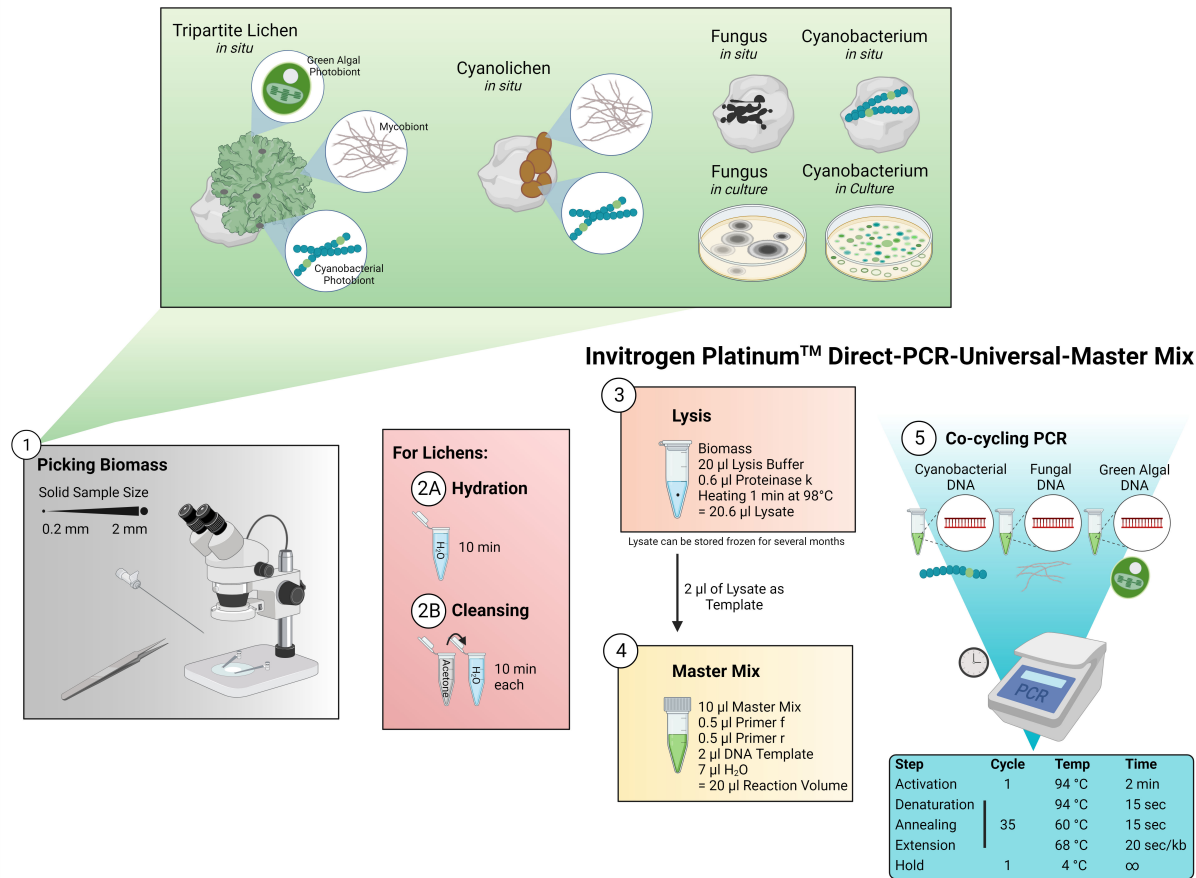 Tripartite Lichen
in situ
Green Algal
Photobiont
Mycobiont
Cyanobacterial
Photobiont
Cyanolichen
in situ
Fungus
in situ
Cyanobacterium
in situ
Fungus
in culture
Cyanobacterium
in Culture
Invitrogen Platinum™ Direct-PCR-Universal-Master Mix
1
Picking Biomass
Solid Sample Size
0.2 mm 2 mm
For Lichens:
2A Hydration
H₂O
10 min
2B Cleansing
Acetone
H₂O
10 min
each
3
Lysis
Biomass
20 µl Lysis Buffer
0.6 µl Proteinase k
Heating 1 min at 98°C
= 20.6 µl Lysate
Lysate can be stored frozen for several months
2 µl of Lysate as
Template
4
Master Mix
10 µl Master Mix
0.5 µl Primer f
0.5 µl Primer r
2 µl DNA Template
7 µl H₂O
= 20 µl Reaction Volume
5 Co-cycling PCR
Cyanobacterial
DNA
Fungal
DNA
Green Algal
DNA
PCR
Step Cycle Temp Time
Activation 1 94 °C 2 min
Denaturation 94 °C 15 sec
Annealing 35 60 °C 15 sec
Extension 68 °C 20 sec/kb
Hold 1 4 °C ∞